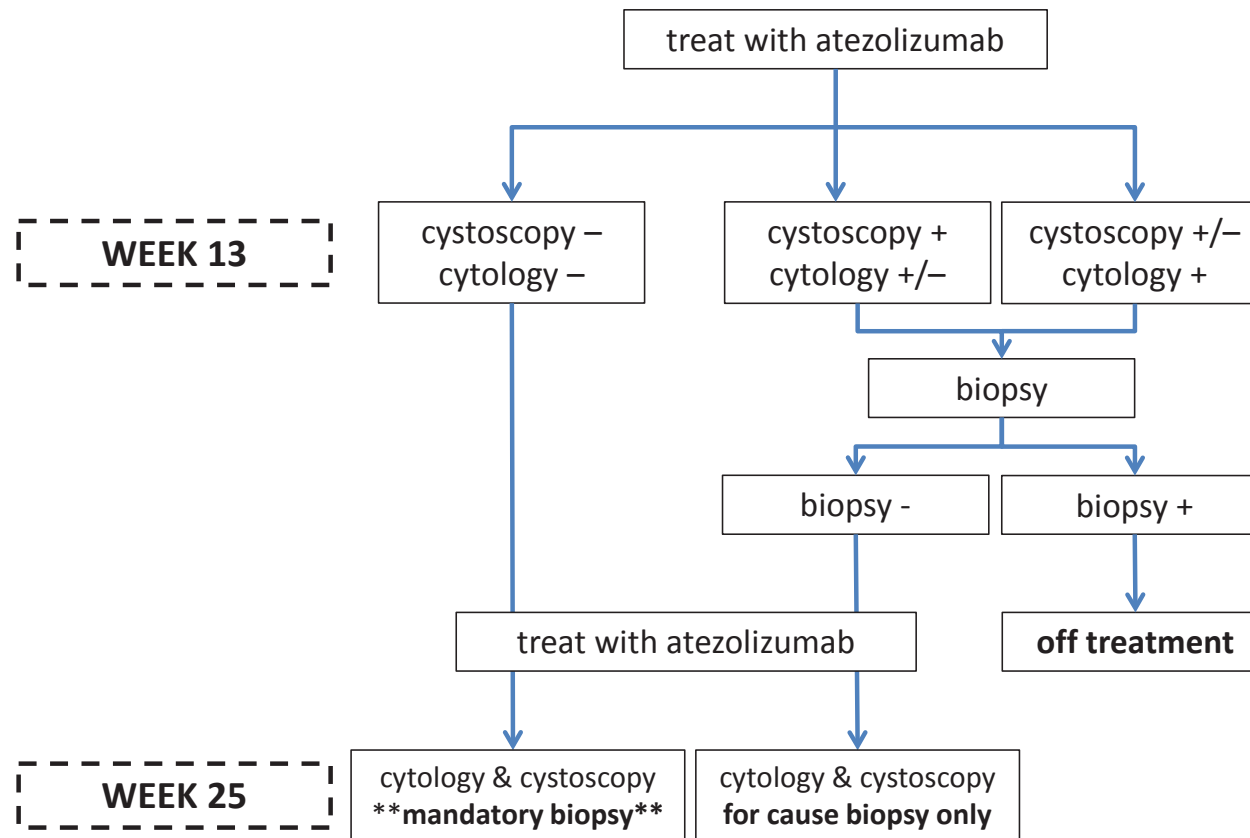 treat with atezolizumab
WEEK 13
cystoscopy –
cytology –
cystoscopy +
cytology +/–
cystoscopy +/–
cytology +
biopsy
biopsy -
biopsy +
treat with atezolizumab
off treatment
WEEK 25
cytology & cystoscopy
**mandatory biopsy**
cytology & cystoscopy
for cause biopsy only